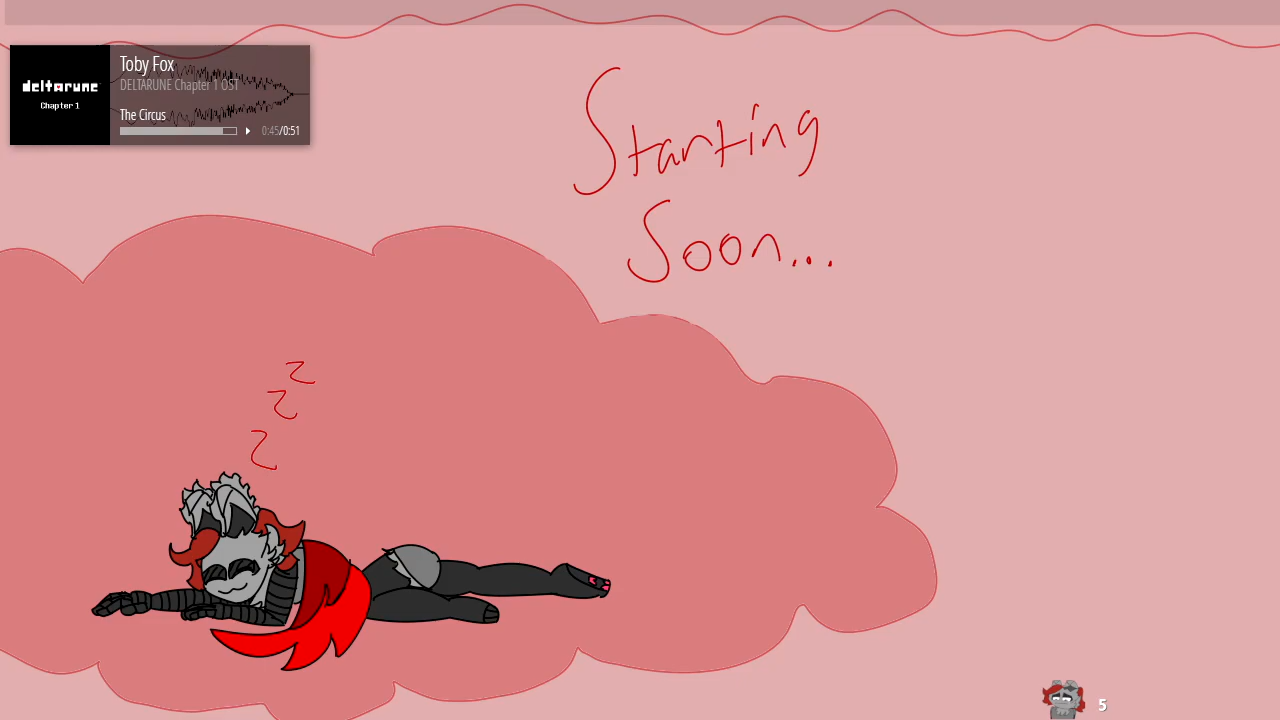 deltarune
Chapter 1
Toby Fox
DELTARUNE Chapter 1 OST
The Circus
0:45/0:51
Starting
Soon...
z
z
z
5